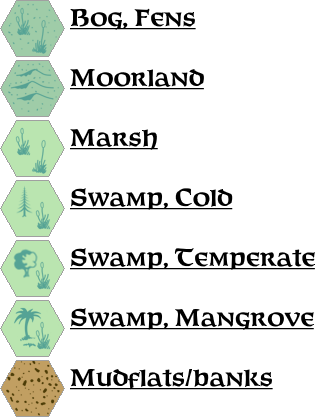 Bog, Fens
Moorland
Marsh
Swamp, Cold
Swamp, Temperate
Swamp, Mangrove
Mudflats/banks